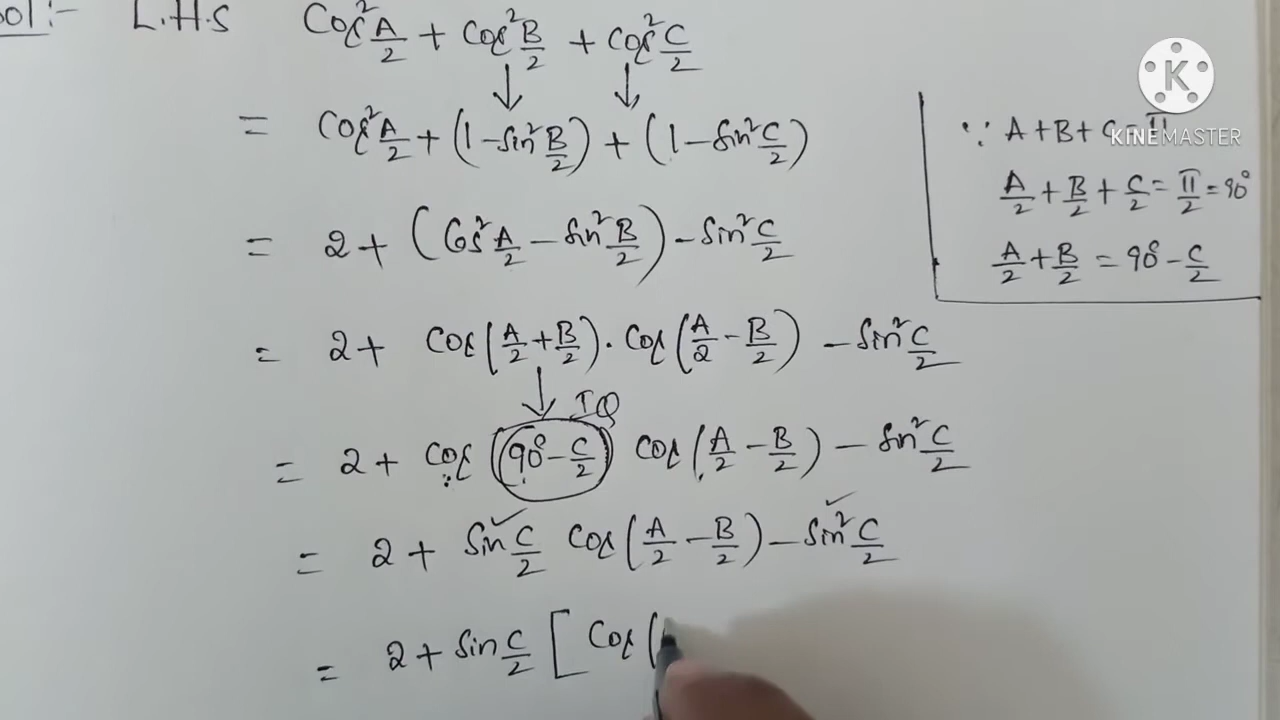 Sol:- L.H.S Cos²A/2 + Cos²B/2 + Cos²C/2
= Cos²A/2 + (1-Sin²B/2) + (1-Sin²C/2)
= 2 + (Cos²A/2 - Sin²B/2) - Sin²C/2
= 2 + Cos(A/2 + B/2) . Cos(A/2 - B/2) - Sin²C/2
IQ
= 2 + Cos(90° - C/2) Cos(A/2 - B/2) - Sin²C/2
= 2 + Sin C/2 Cos(A/2 - B/2) - Sin²C/2
= 2 + Sin C/2 [ Cos(
K
KINEMASTER
∵ A+B+C=π
A/2 + B/2 + C/2 = π/2 = 90°
A/2 + B/2 = 90° - C/2